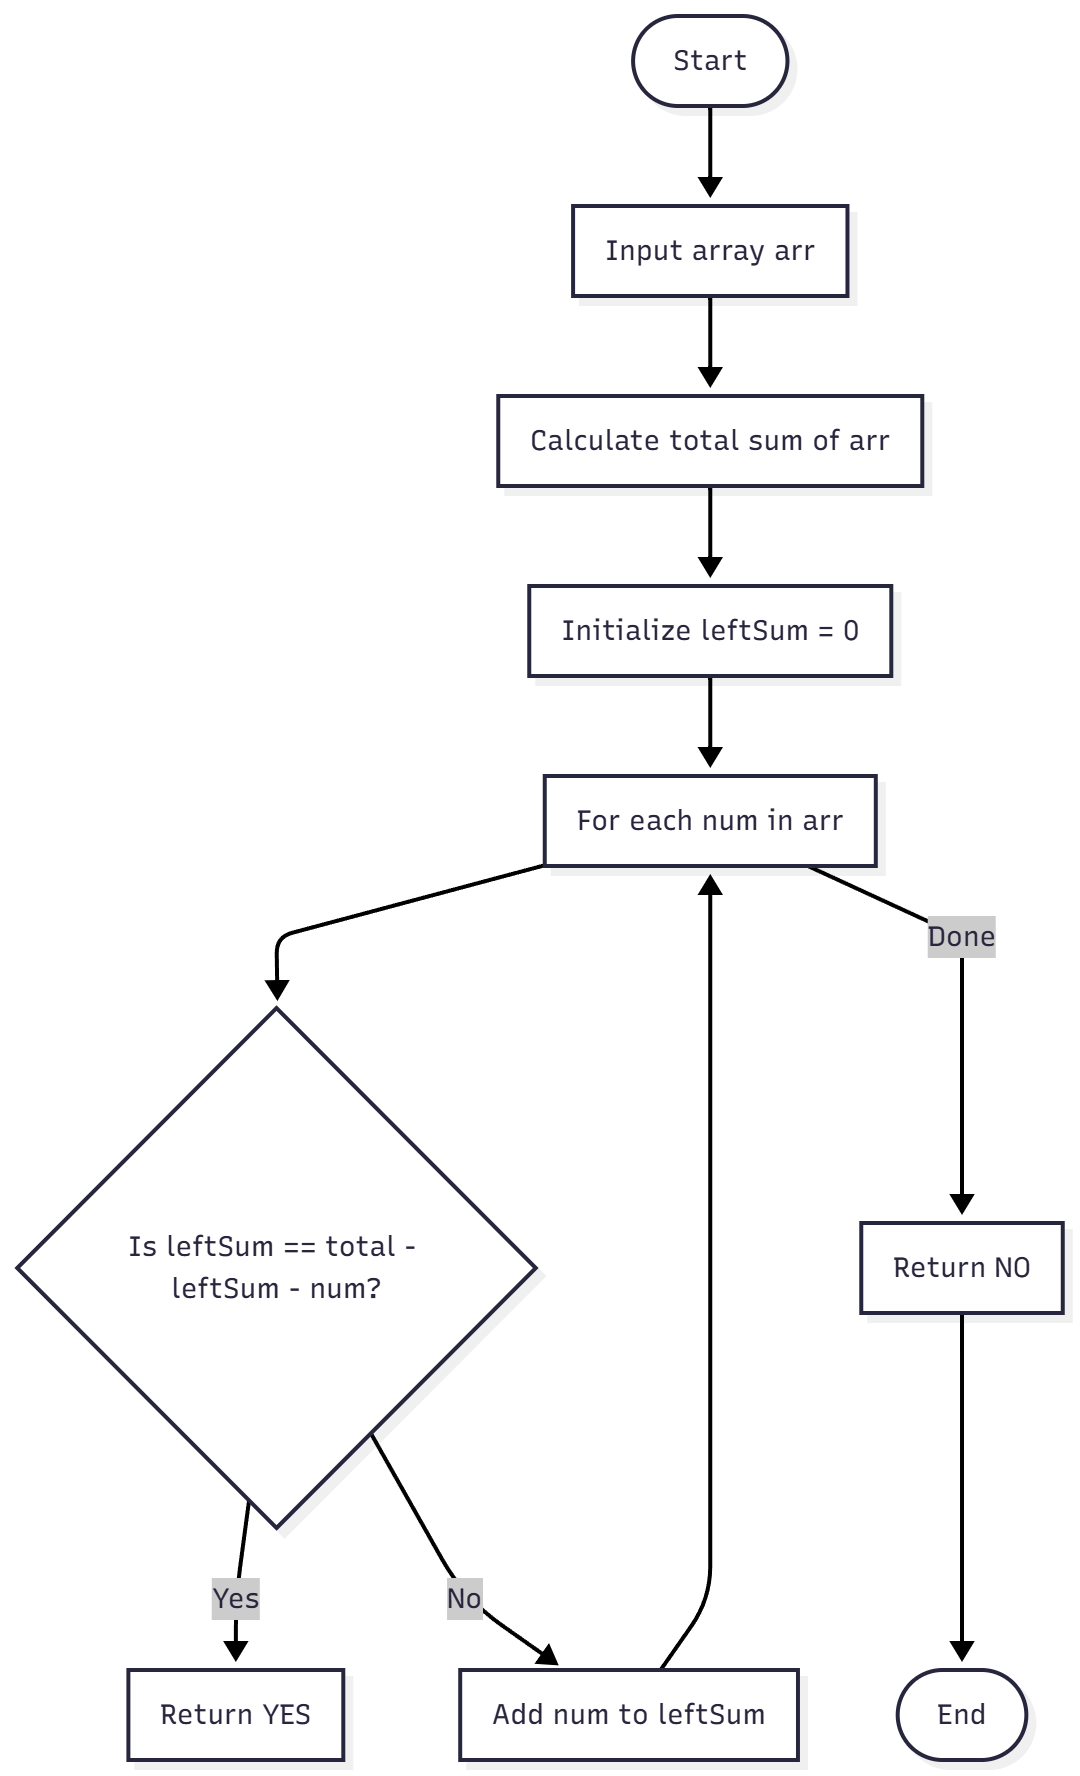 Start
Input array arr
Calculate total sum of arr
Initialize leftSum = 0
For each num in arr
Done
Is leftSum == total -
leftSum - num?
Return NO
Yes
No
Return YES
Add num to leftSum
End